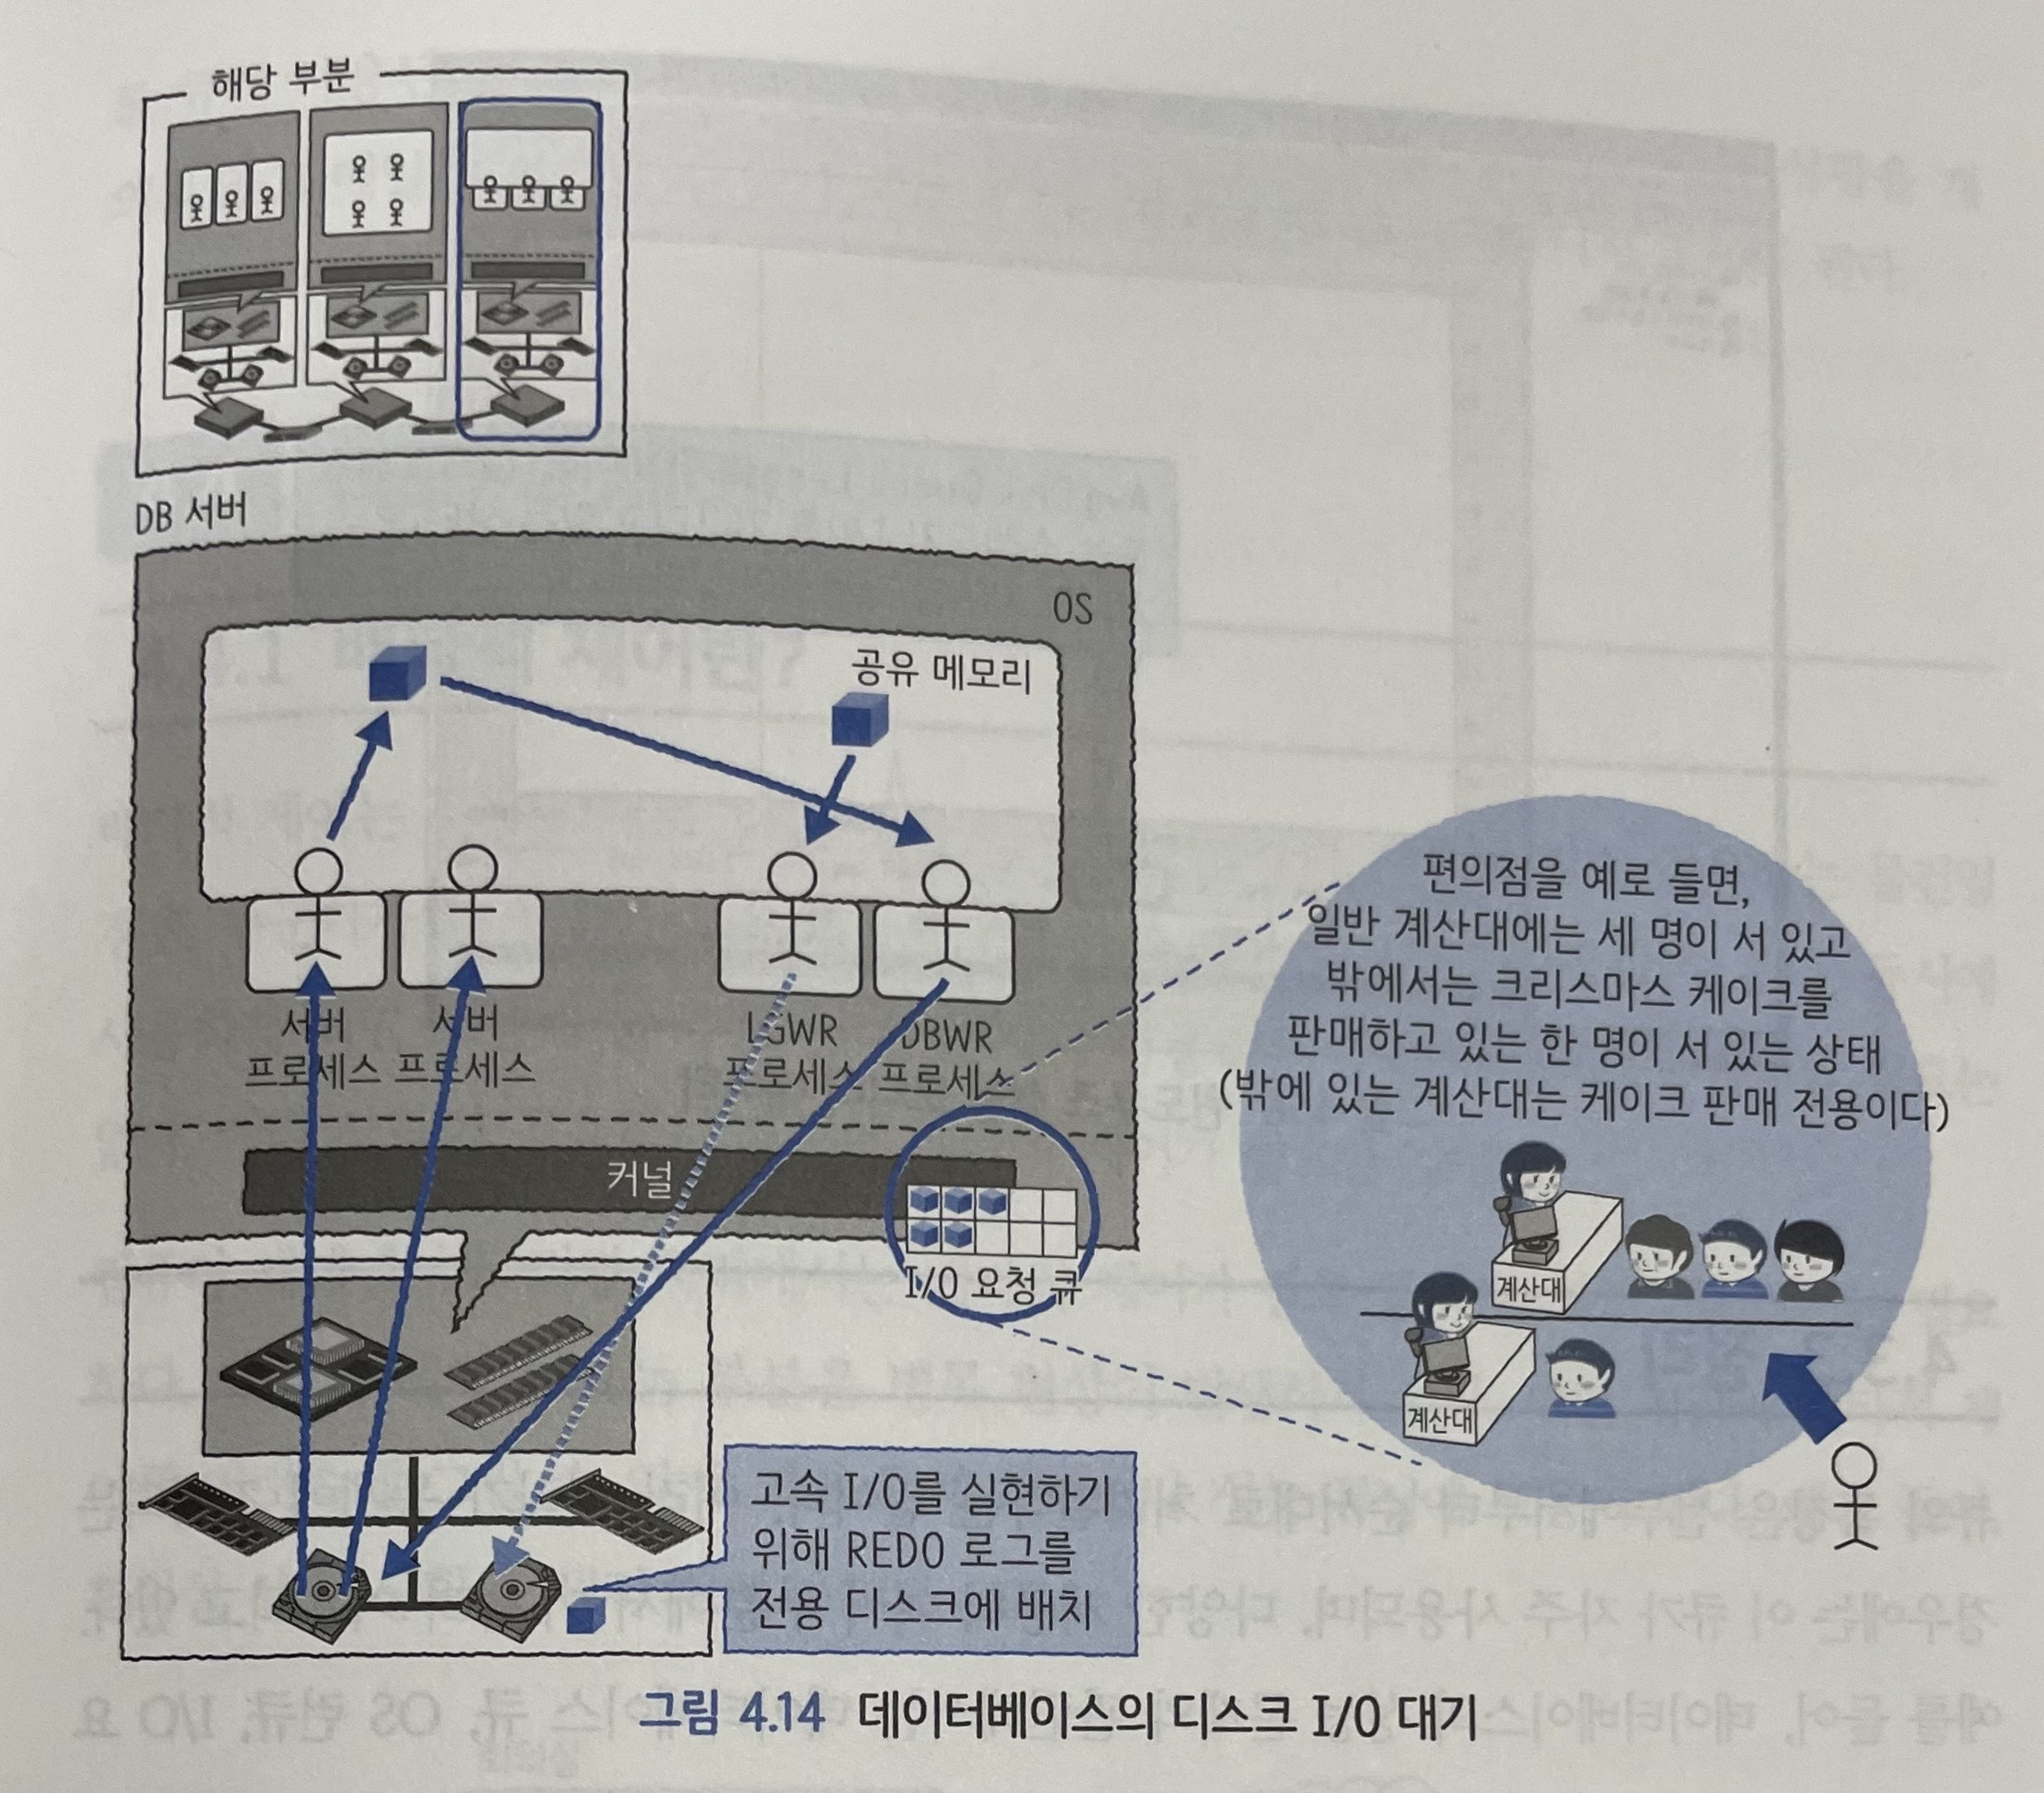 해당 부분
DB 서버
OS
공유 메모리
서버
프로세스
서버
프로세스
LGWR
프로세스
DBWR
프로세스
커널
I/O 요청 큐
편의점을 예로 들면,
일반 계산대에는 세 명이 서 있고
밖에서는 크리스마스 케이크를
판매하고 있는 한 명이 서 있는 상태
(밖에 있는 계산대는 케이크 판매 전용이다)
계산대
계산대
고속 I/O를 실현하기
위해 REDO 로그를
전용 디스크에 배치
그림 4.14 데이터베이스의 디스크 I/O 대기